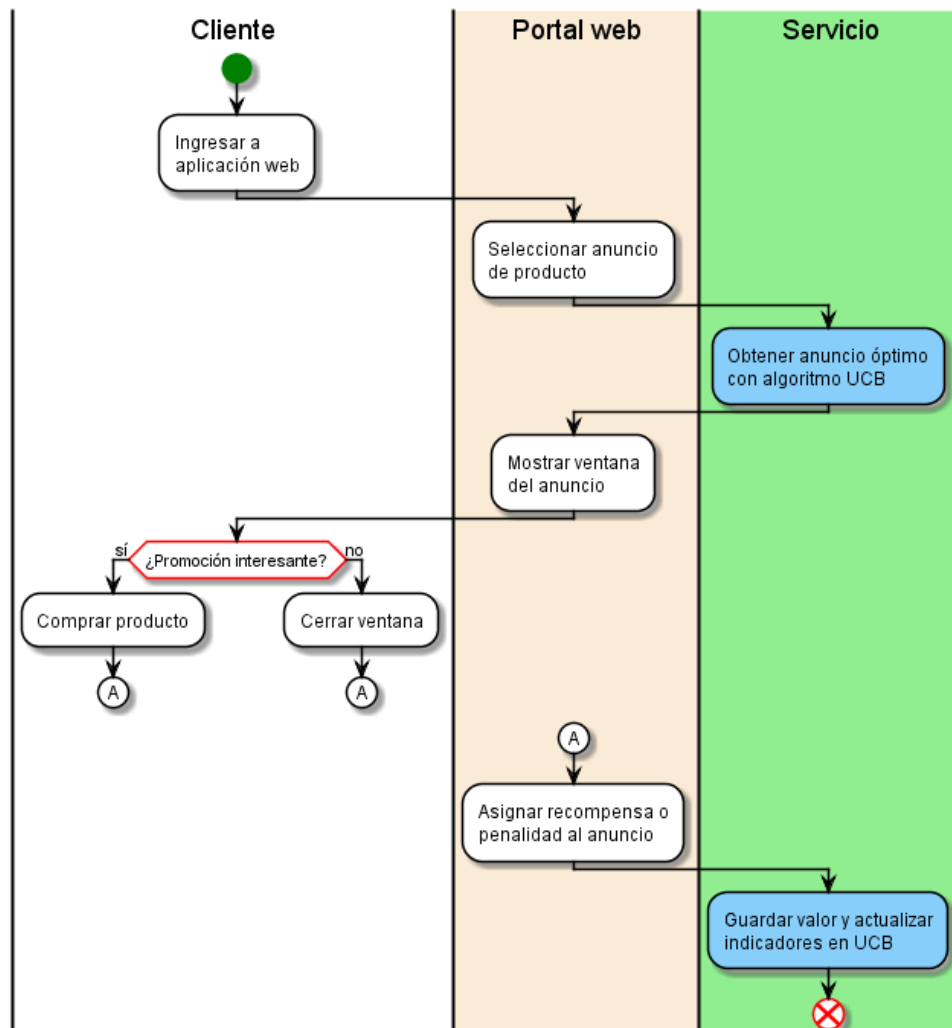 Cliente
Portal web
Servicio
Ingresar a
aplicación web
Seleccionar anuncio
de producto
Obtener anuncio óptimo
con algoritmo UCB
Mostrar ventana
del anuncio
sí
¿Promoción interesante?
no
Comprar producto
Cerrar ventana
A
A
A
Asignar recompensa o
penalidad al anuncio
Guardar valor y actualizar
indicadores en UCB